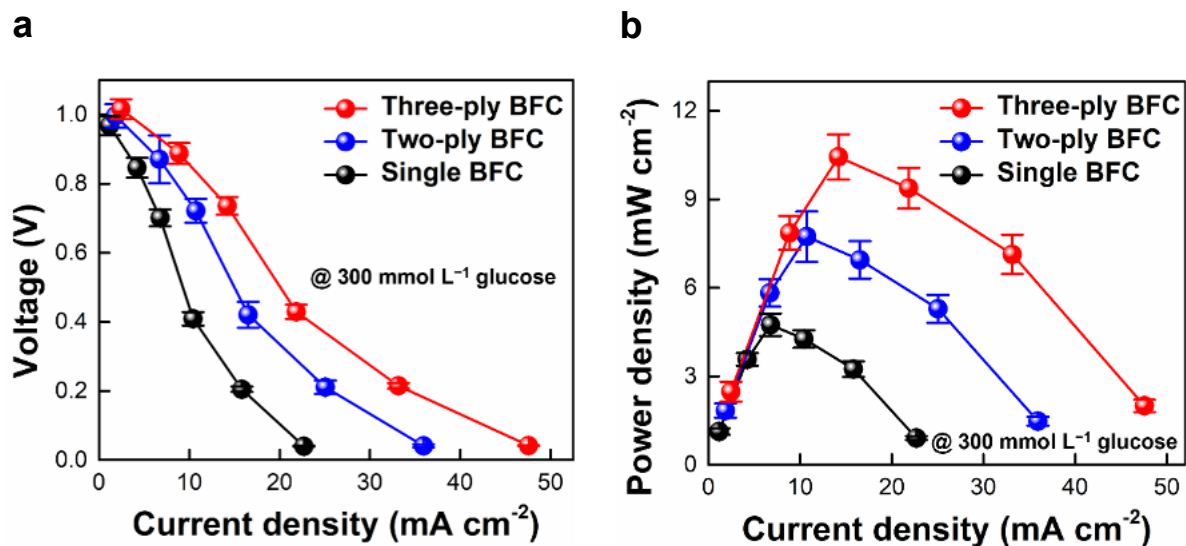 a
Voltage (V)
1.0
0.8
0.6
0.4
0.2
0.0
Three-ply BFC
Two-ply BFC
Single BFC
@ 300 mmol L⁻¹ glucose
0 10 20 30 40 50
Current density (mA cm⁻²)
b
Power density (mW cm⁻²)
12
9
6
3
0
Three-ply BFC
Two-ply BFC
Single BFC
@ 300 mmol L⁻¹ glucose
0 10 20 30 40 50
Current density (mA cm⁻²)